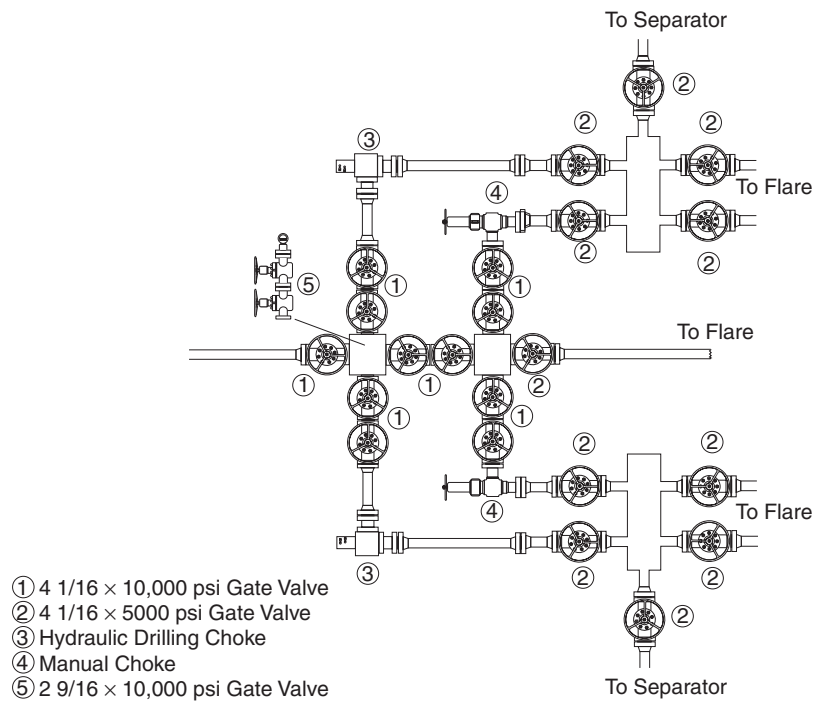 To Separator
②
② ②
③
To Flare
④
② ②
⑤ ① ①
To Flare
① ① ②
① ①
② ②
④
To Flare
③ ② ②
②
To Separator
① 4 1/16 × 10,000 psi Gate Valve
② 4 1/16 × 5000 psi Gate Valve
③ Hydraulic Drilling Choke
④ Manual Choke
⑤ 2 9/16 × 10,000 psi Gate Valve